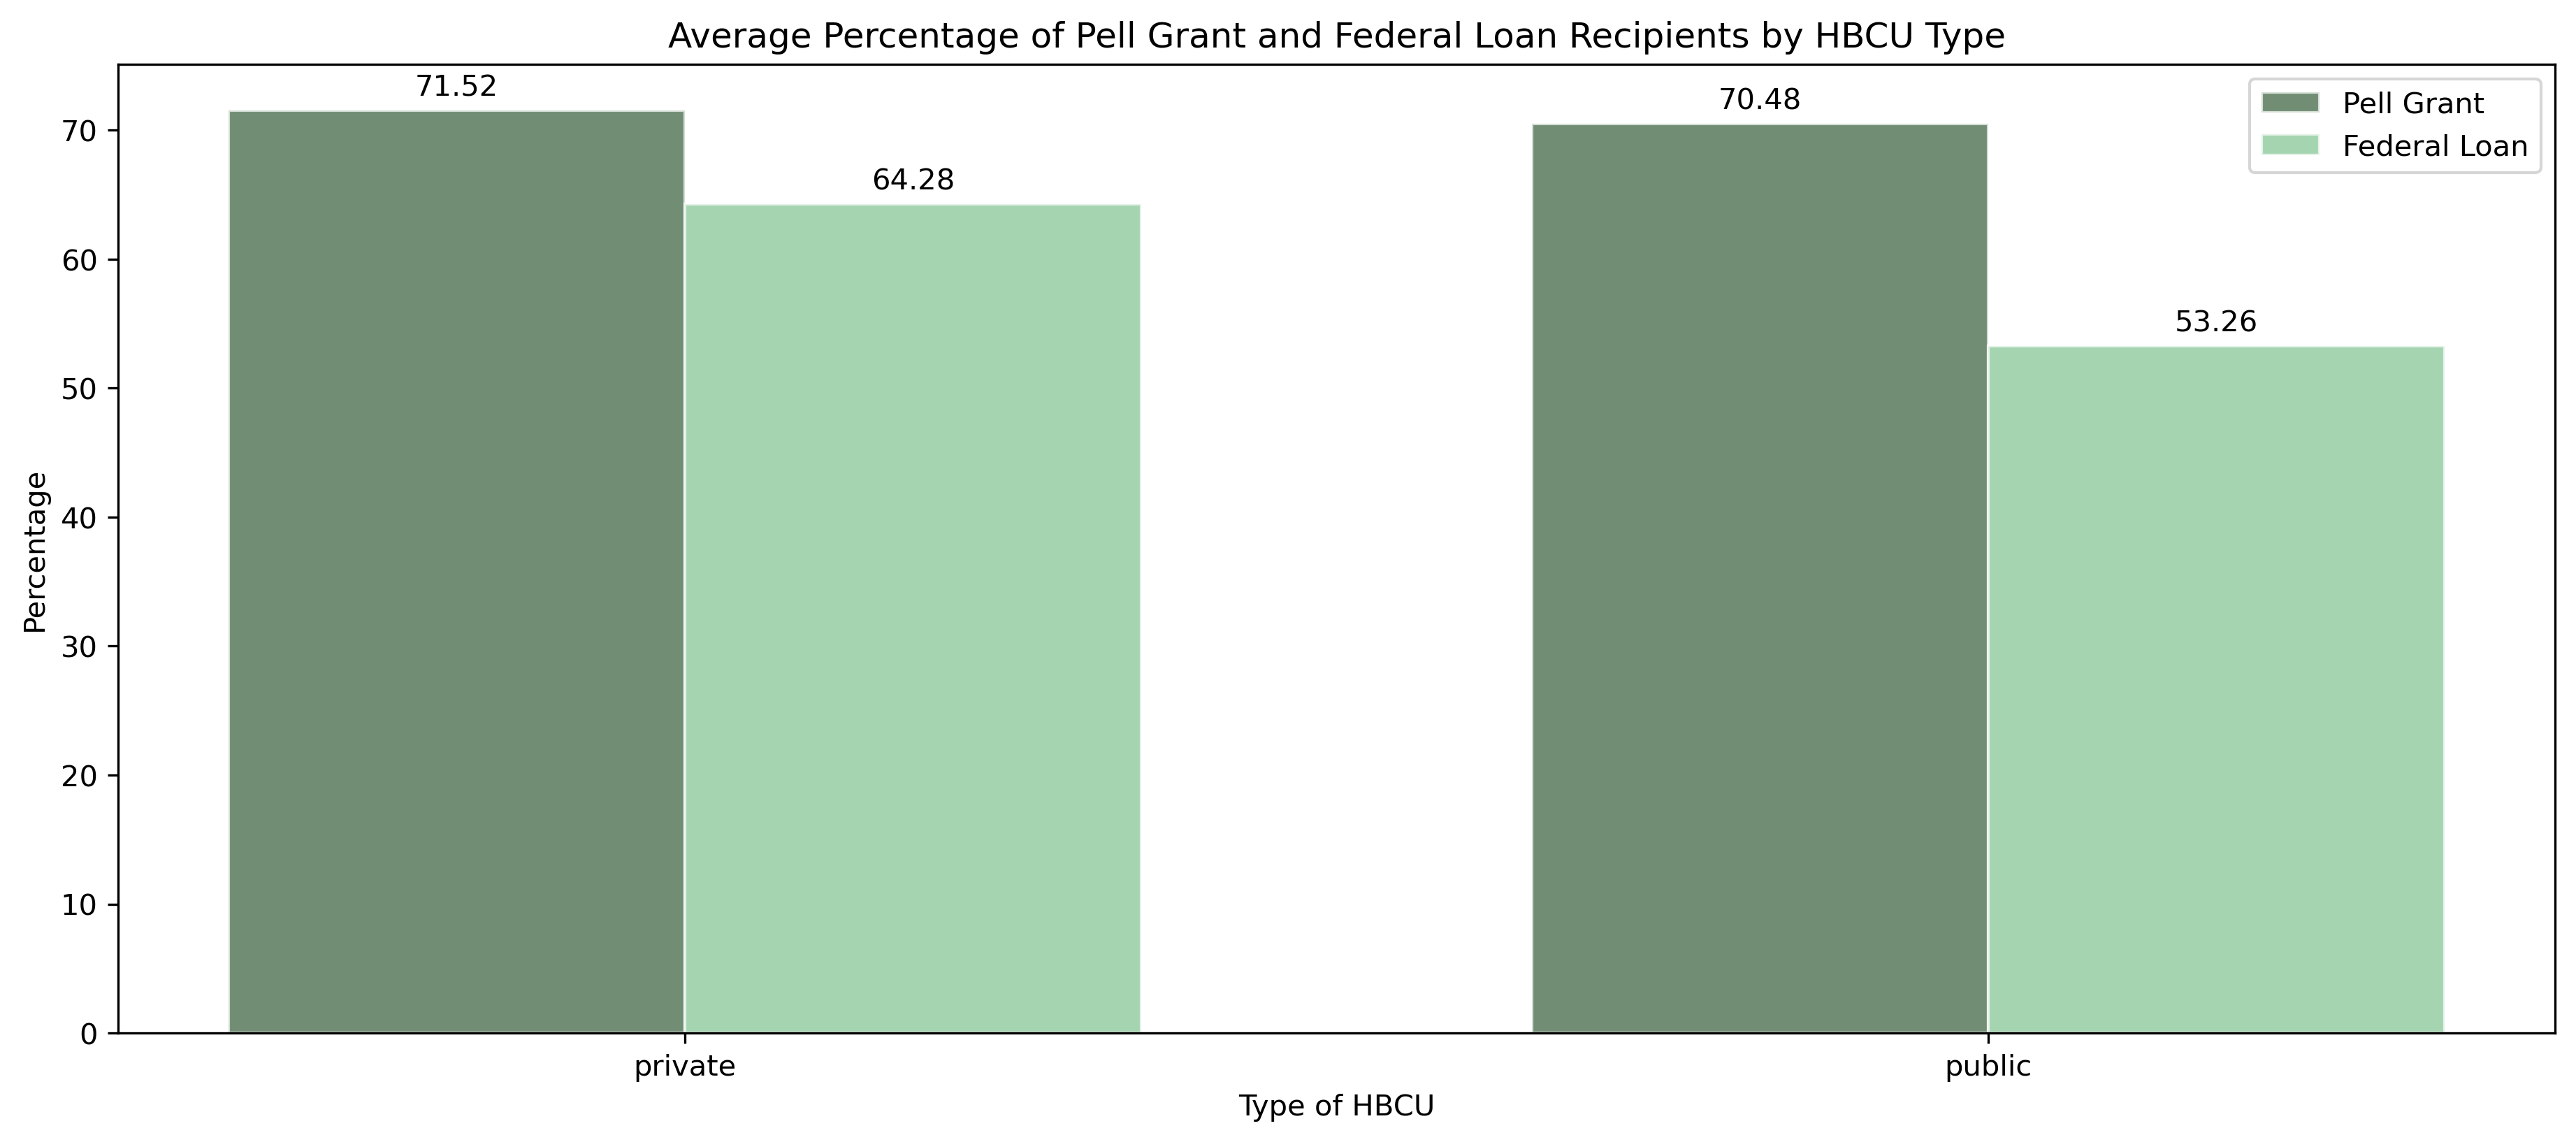 Average Percentage of Pell Grant and Federal Loan Recipients by HBCU Type
71.52
64.28
70.48
53.26
Pell Grant
Federal Loan
Percentage
70
60
50
40
30
20
10
0
private
public
Type of HBCU